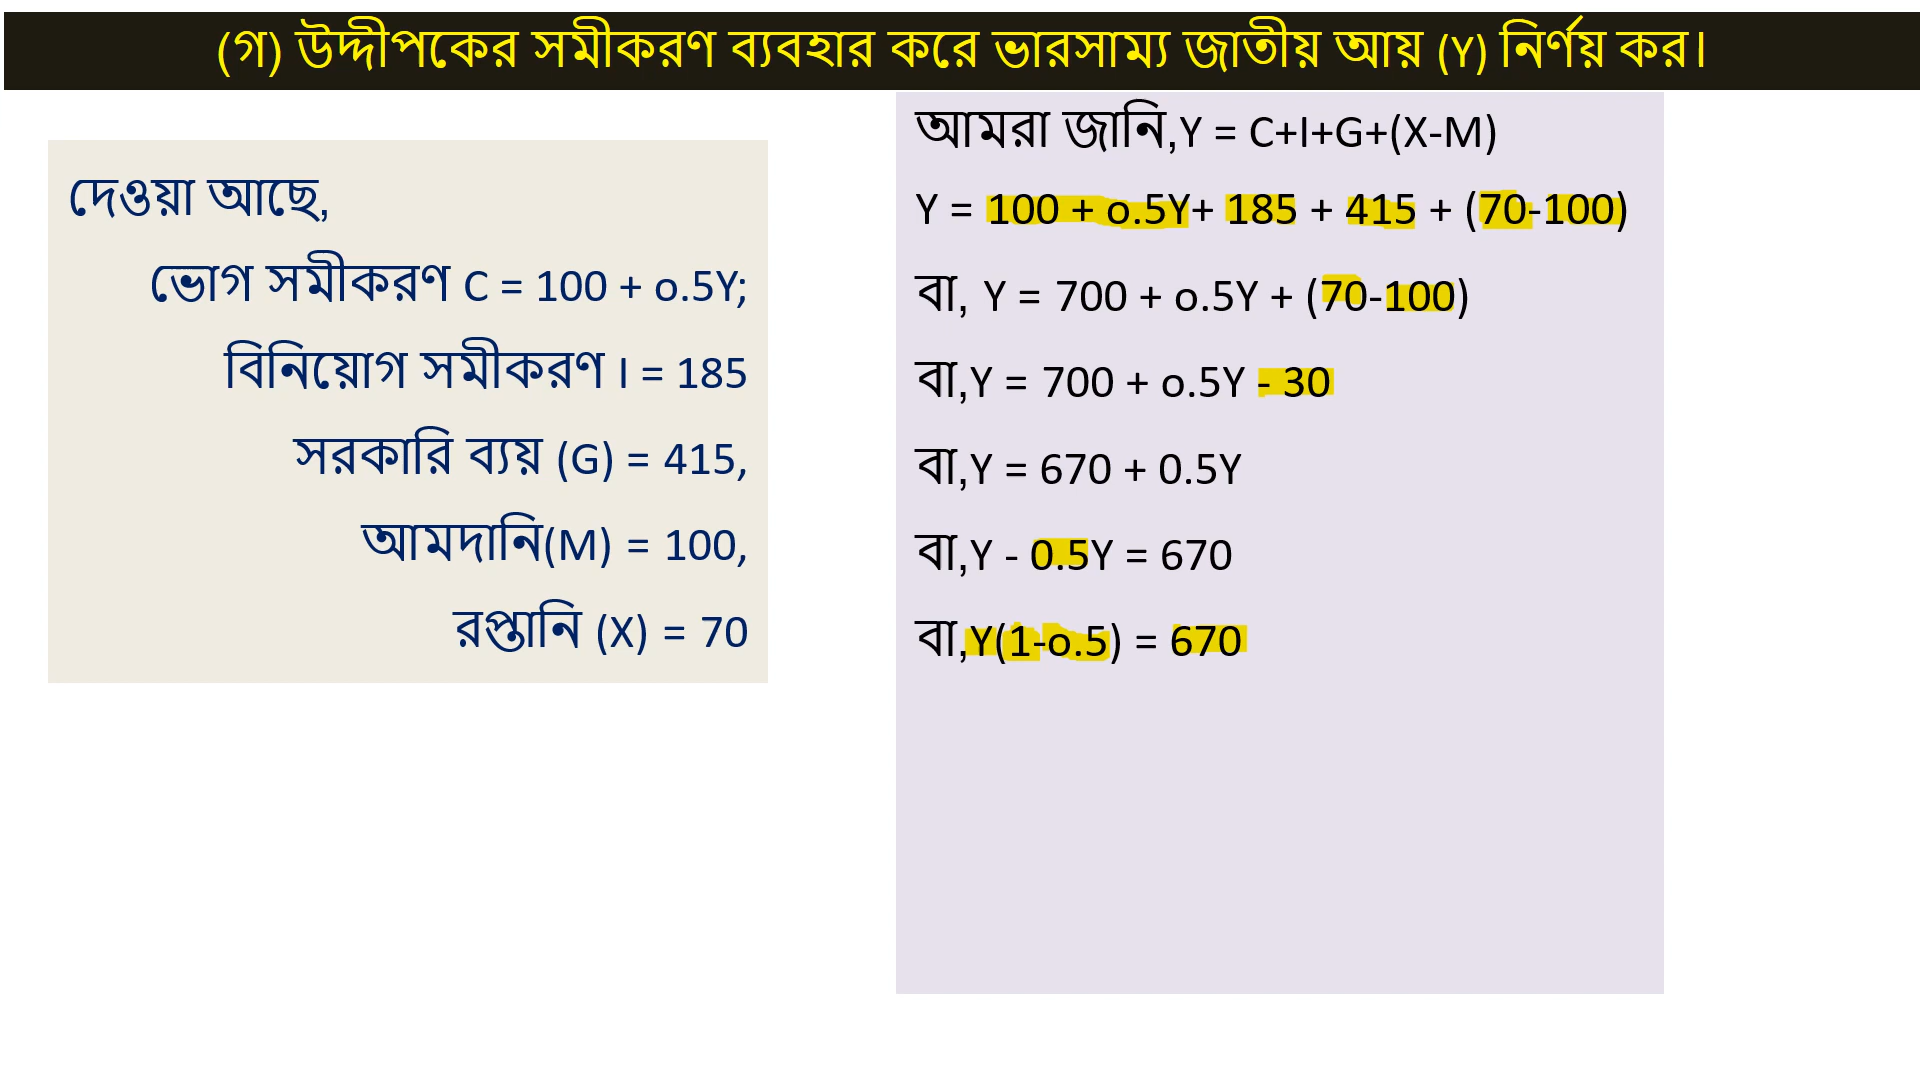 (গ) উদ্দীপকের সমীকরণ ব্যবহার করে ভারসাম্য জাতীয় আয় (Y) নির্ণয় কর।
দেওয়া আছে,
ভোগ সমীকরণ C = 100 + o.5Y;
বিনিয়োগ সমীকরণ I = 185
সরকারি ব্যয় (G) = 415,
আমদানি(M) = 100,
রপ্তানি (X) = 70
আমরা জানি,Y = C+I+G+(X-M)
Y = 100 + o.5Y+ 185 + 415 + (70-100)
বা, Y = 700 + o.5Y + (70-100)
বা,Y = 700 + o.5Y - 30
বা,Y = 670 + 0.5Y
বা,Y - 0.5Y = 670
বা,Y(1-o.5) = 670